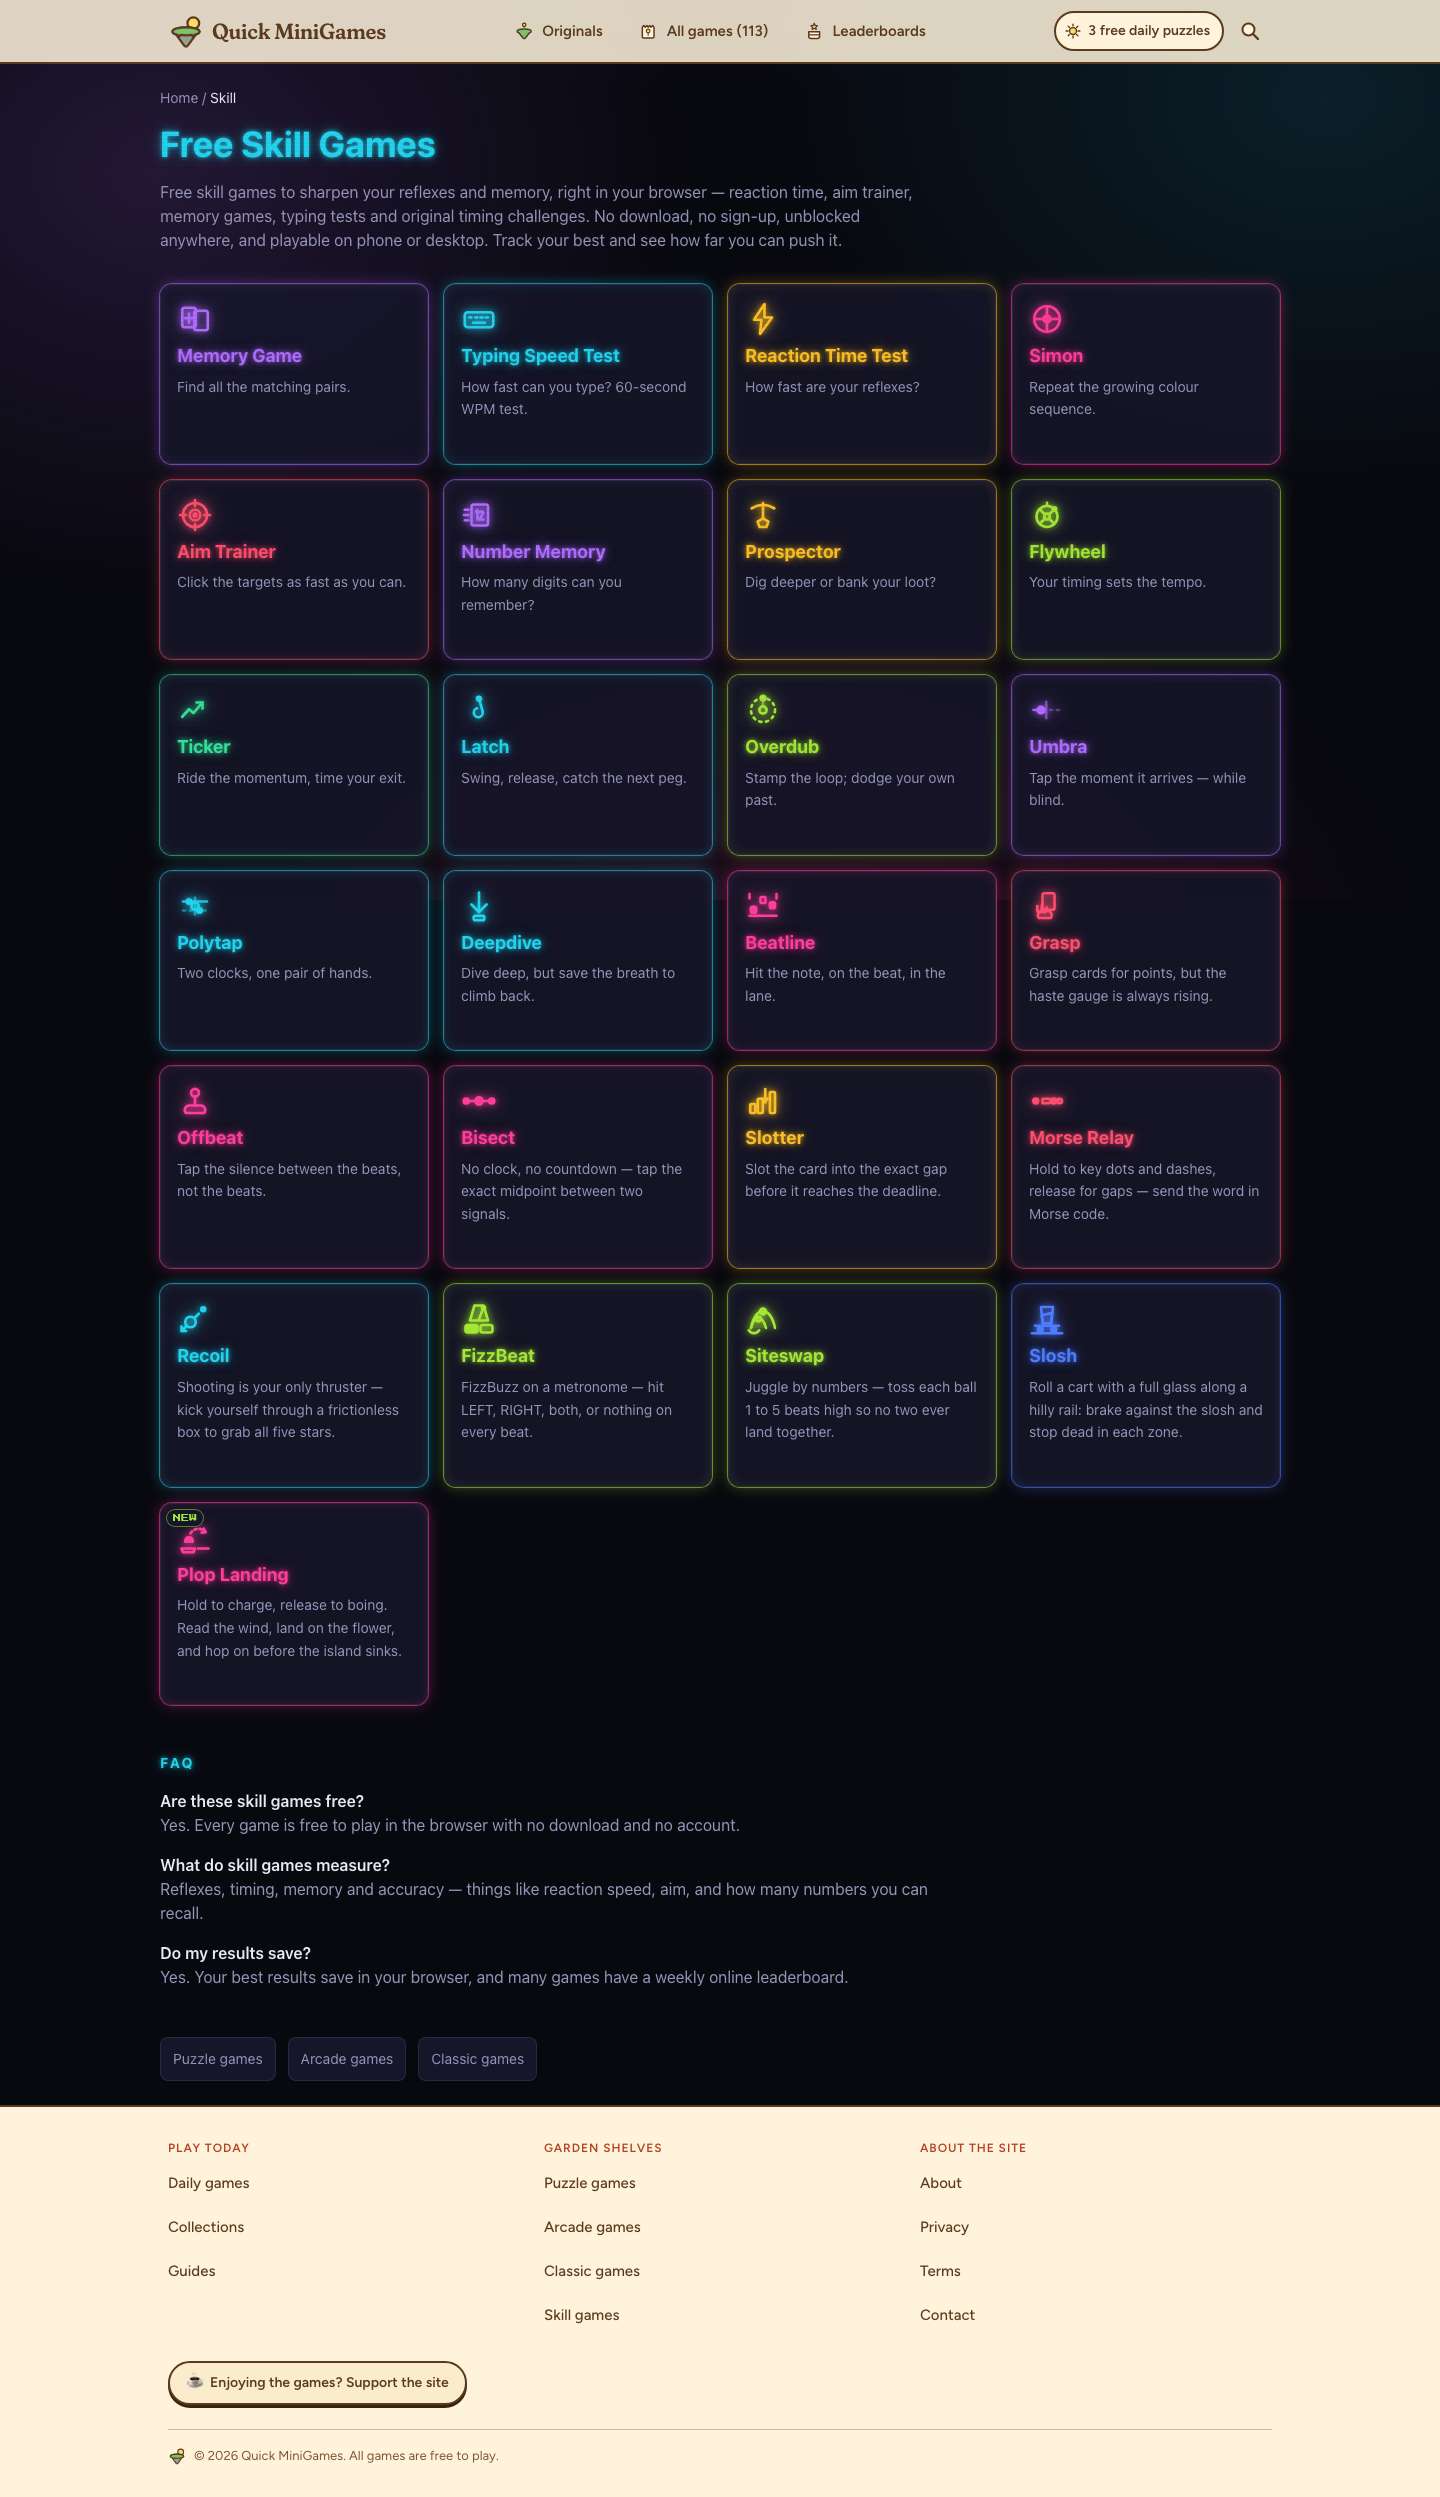 Quick MiniGames
Originals
All games (113)
Leaderboards
3 free daily puzzles
Home / Skill
Free Skill Games
Free skill games to sharpen your reflexes and memory, right in your browser — reaction time, aim trainer,
memory games, typing tests and original timing challenges. No download, no sign-up, unblocked
anywhere, and playable on phone or desktop. Track your best and see how far you can push it.
Memory Game
Find all the matching pairs.
Typing Speed Test
How fast can you type? 60-second
WPM test.
Reaction Time Test
How fast are your reflexes?
Simon
Repeat the growing colour
sequence.
Aim Trainer
Click the targets as fast as you can.
12
Number Memory
How many digits can you
remember?
Prospector
Dig deeper or bank your loot?
Flywheel
Your timing sets the tempo.
Ticker
Ride the momentum, time your exit.
Latch
Swing, release, catch the next peg.
Overdub
Stamp the loop; dodge your own
past.
Umbra
Tap the moment it arrives — while
blind.
Polytap
Two clocks, one pair of hands.
Deepdive
Dive deep, but save the breath to
climb back.
Beatline
Hit the note, on the beat, in the
lane.
Grasp
Grasp cards for points, but the
haste gauge is always rising.
Offbeat
Tap the silence between the beats,
not the beats.
Bisect
No clock, no countdown — tap the
exact midpoint between two
signals.
Slotter
Slot the card into the exact gap
before it reaches the deadline.
Morse Relay
Hold to key dots and dashes,
release for gaps — send the word in
Morse code.
Recoil
Shooting is your only thruster —
kick yourself through a frictionless
box to grab all five stars.
FizzBeat
FizzBuzz on a metronome — hit
LEFT, RIGHT, both, or nothing on
every beat.
Siteswap
Juggle by numbers — toss each ball
1 to 5 beats high so no two ever
land together.
Slosh
Roll a cart with a full glass along a
hilly rail: brake against the slosh and
stop dead in each zone.
NEW
Plop Landing
Hold to charge, release to boing.
Read the wind, land on the flower,
and hop on before the island sinks.
FAQ
Are these skill games free?
Yes. Every game is free to play in the browser with no download and no account.
What do skill games measure?
Reflexes, timing, memory and accuracy — things like reaction speed, aim, and how many numbers you can
recall.
Do my results save?
Yes. Your best results save in your browser, and many games have a weekly online leaderboard.
Puzzle games
Arcade games
Classic games
PLAY TODAY
Daily games
Collections
Guides
GARDEN SHELVES
Puzzle games
Arcade games
Classic games
Skill games
ABOUT THE SITE
About
Privacy
Terms
Contact
Enjoying the games? Support the site
© 2026 Quick MiniGames. All games are free to play.